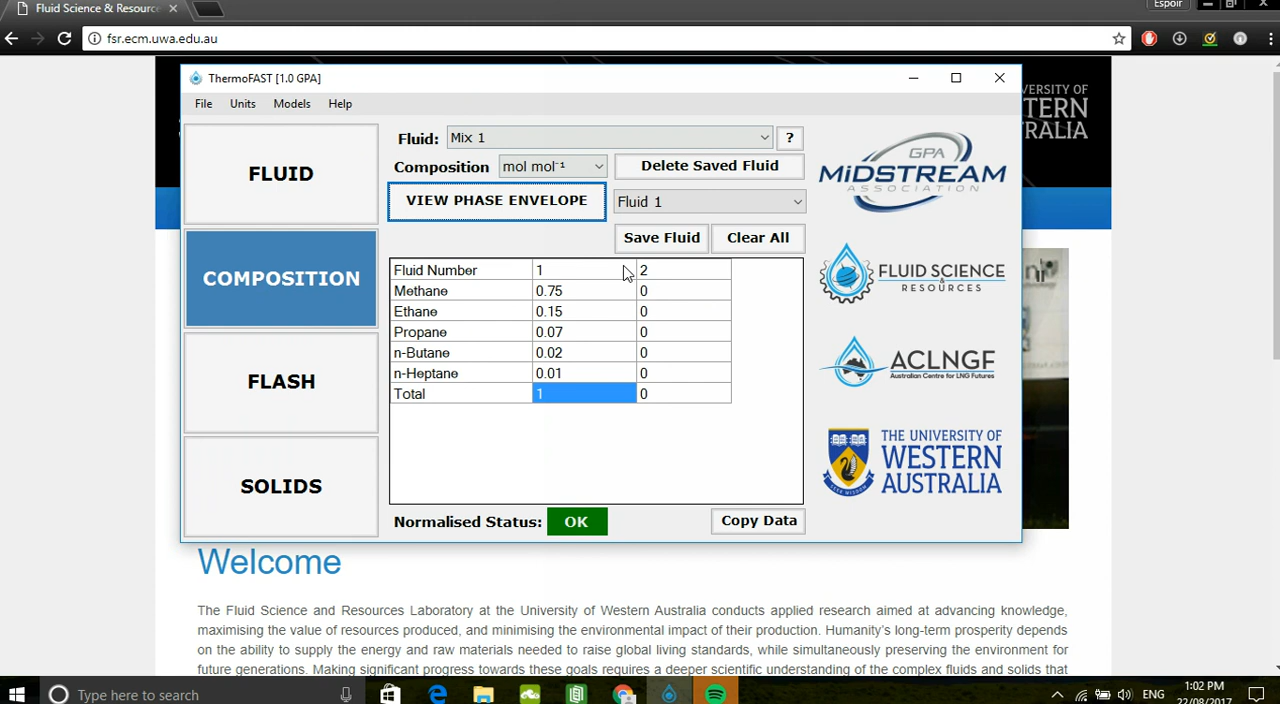 Fluid Science & Resource
Espoir
fsr.ecm.uwa.edu.au
ThermoFAST [1.0 GPA]
File Units Models Help
FLUID
COMPOSITION
FLASH
SOLIDS
Fluid: Mix 1 ?
Composition mol mol⁻¹ Delete Saved Fluid
VIEW PHASE ENVELOPE Fluid 1
Save Fluid Clear All
Fluid Number 1 2
Methane 0.75 0
Ethane 0.15 0
Propane 0.07 0
n-Butane 0.02 0
n-Heptane 0.01 0
Total 1 0
Normalised Status: OK Copy Data
GPA
MiDSTREAM
ASSOCIATION
FLUID SCIENCE
& RESOURCES
ACLNGF
Australian Centre for LNG Futures
THE UNIVERSITY OF
WESTERN
AUSTRALIA
VERSITY OF
TERN
RALIA
Welcome
The Fluid Science and Resources Laboratory at the University of Western Australia conducts applied research aimed at advancing knowledge,
maximising the value of resources produced, and minimising the environmental impact of their production. Humanity's long-term prosperity depends
on the ability to supply the energy and raw materials needed to raise global living standards, while simultaneously preserving the environment for
future generations. Making significant progress towards these goals requires a deeper scientific understanding of the complex fluids and solids that
Type here to search
ENG
1:02 PM
22/08/2017